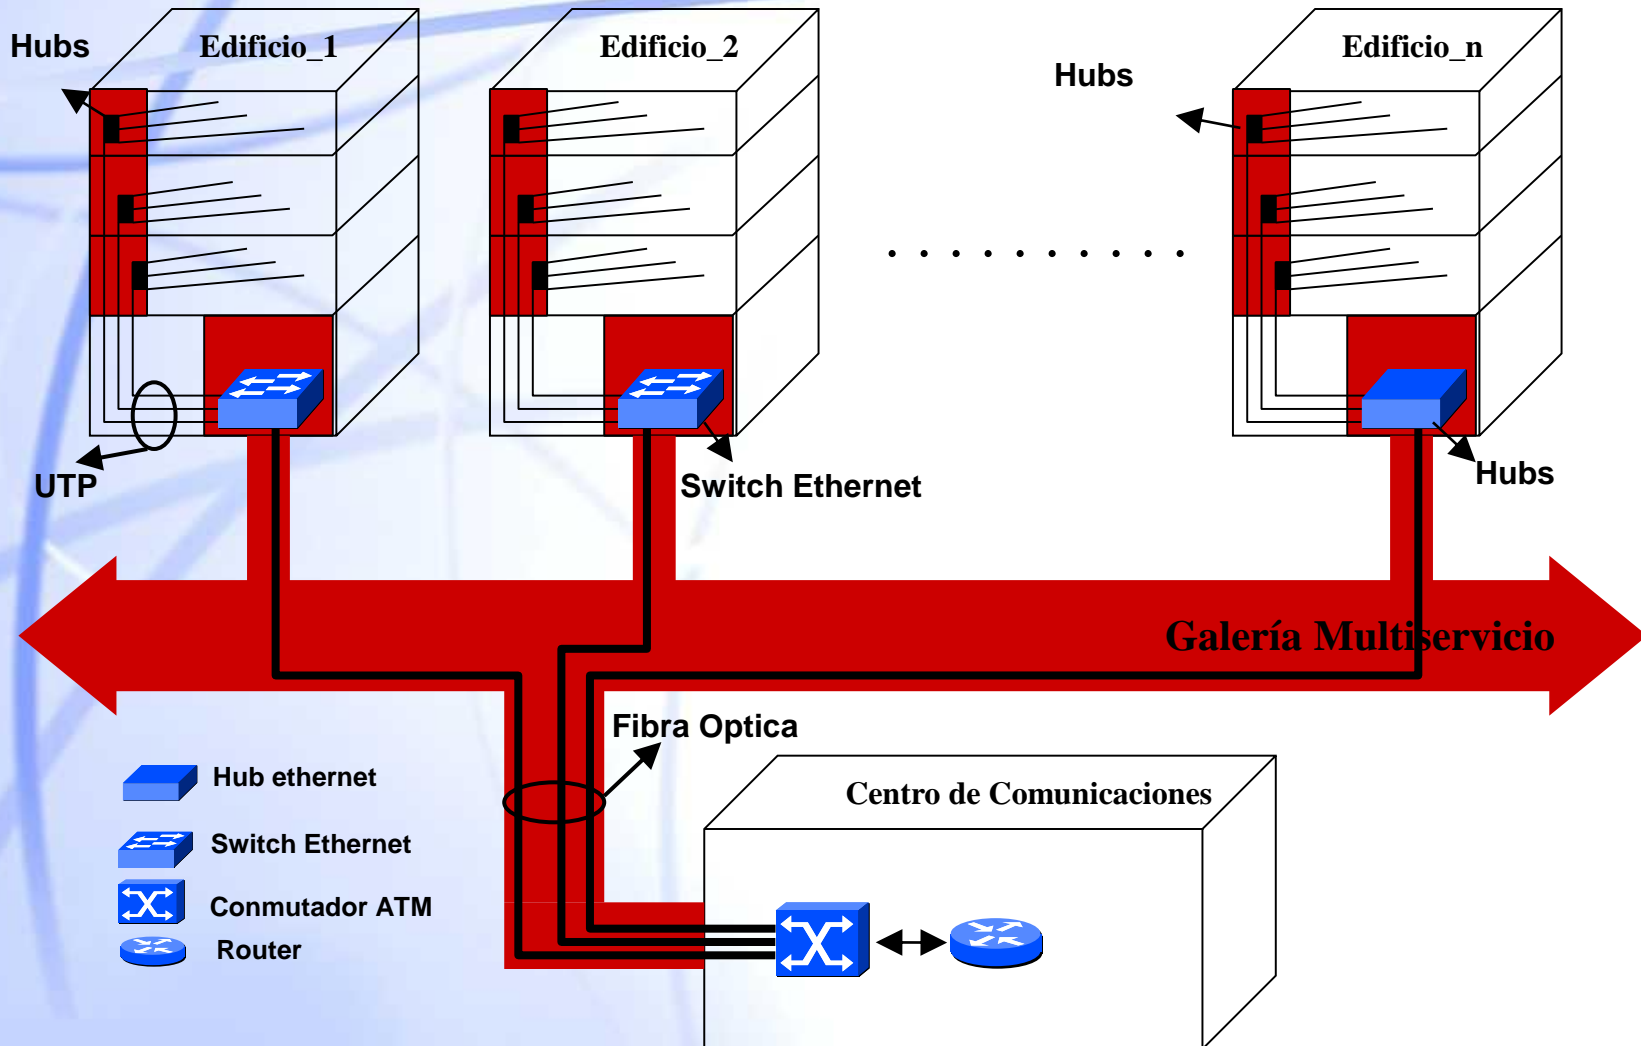 Hubs
Edificio_1
Edificio_2
Edificio_n
Hubs
UTP
Switch Ethernet
Hubs
Galería Multiservicio
Fibra Optica
Hub ethernet
Switch Ethernet
Conmutador ATM
Router
Centro de Comunicaciones